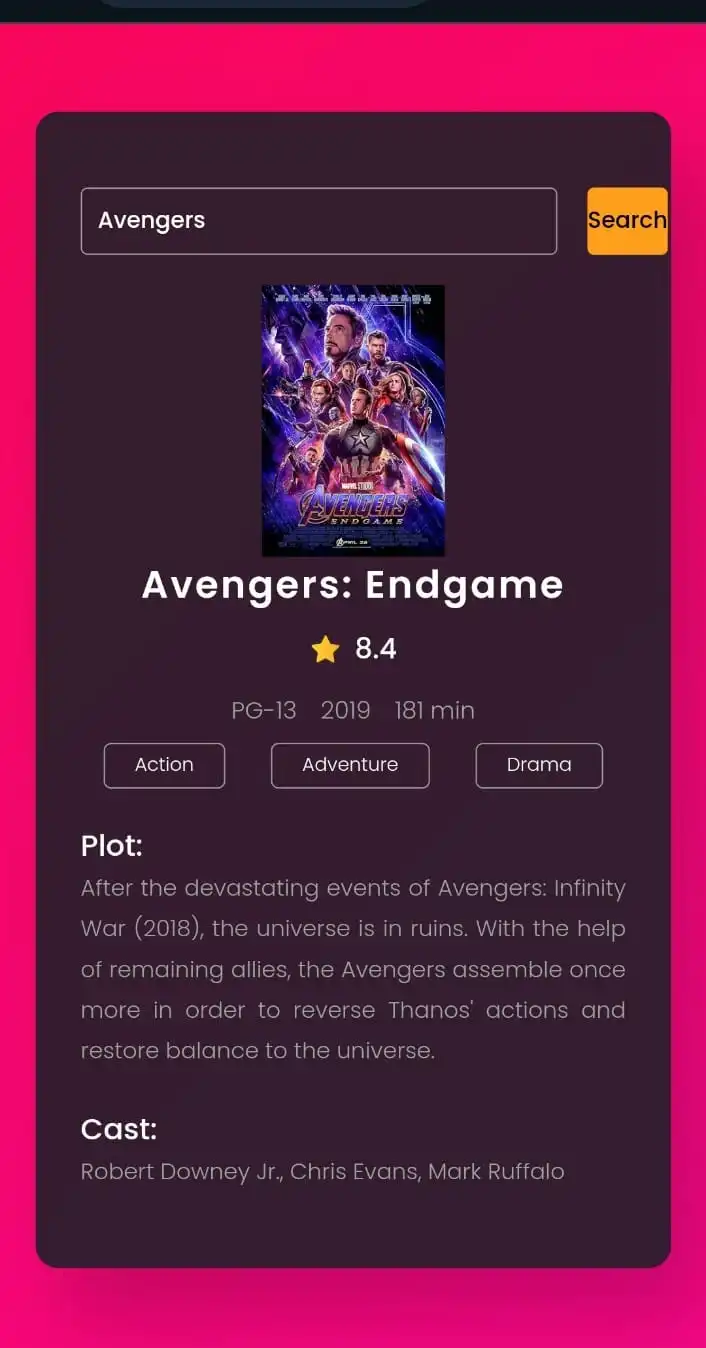 Avengers
Search
MARVEL STUDIOS
AVENGERS
ENDGAME
APRIL 26
Avengers: Endgame
⭐ 8.4
PG-13 2019 181 min
Action Adventure Drama
Plot:
After the devastating events of Avengers: Infinity
War (2018), the universe is in ruins. With the help
of remaining allies, the Avengers assemble once
more in order to reverse Thanos' actions and
restore balance to the universe.
Cast:
Robert Downey Jr., Chris Evans, Mark Ruffalo